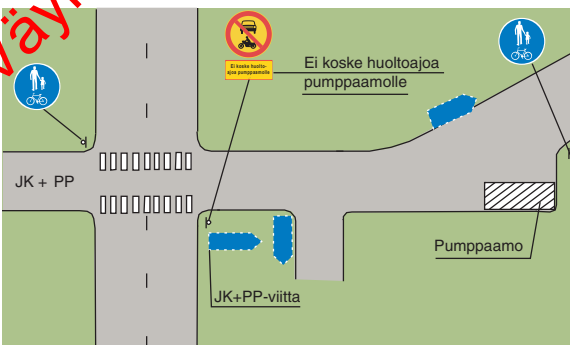 Ei koske huolto-
ajoa pumppaamolle
Ei koske huoltoajoa
pumppaamolle
JK + PP
Pumppaamo
JK+PP-viitta